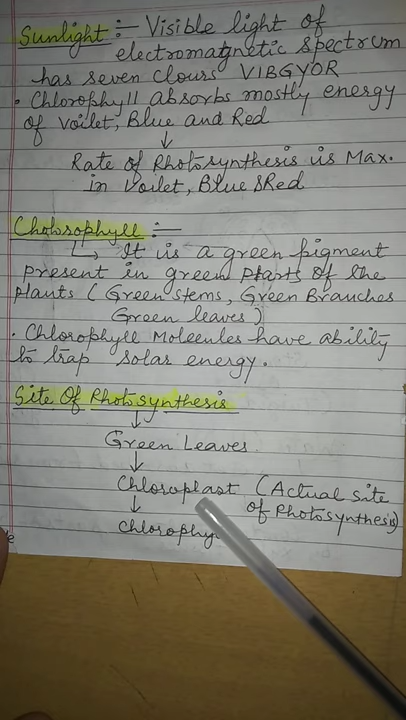 Sunlight :- Visible light of
electromagnetic spectrum
has seven Clours VIBGYOR
• Chlorophyll absorbs mostly energy
of Voilet, Blue and Red
↓
Rate of Photosynthesis is Max.
in Voilet, Blue & Red
Cholorophyll :-
↳ It is a green pigment
present in green parts of the
plants (Green stems, Green Branches
Green leaves)
• Chlorophyll Molecules have ability
to trap solar energy.
Site Of Photosynthesis
↓
Green Leaves
↓
Chloroplast (Actual site
of Photosynthesis)
↓